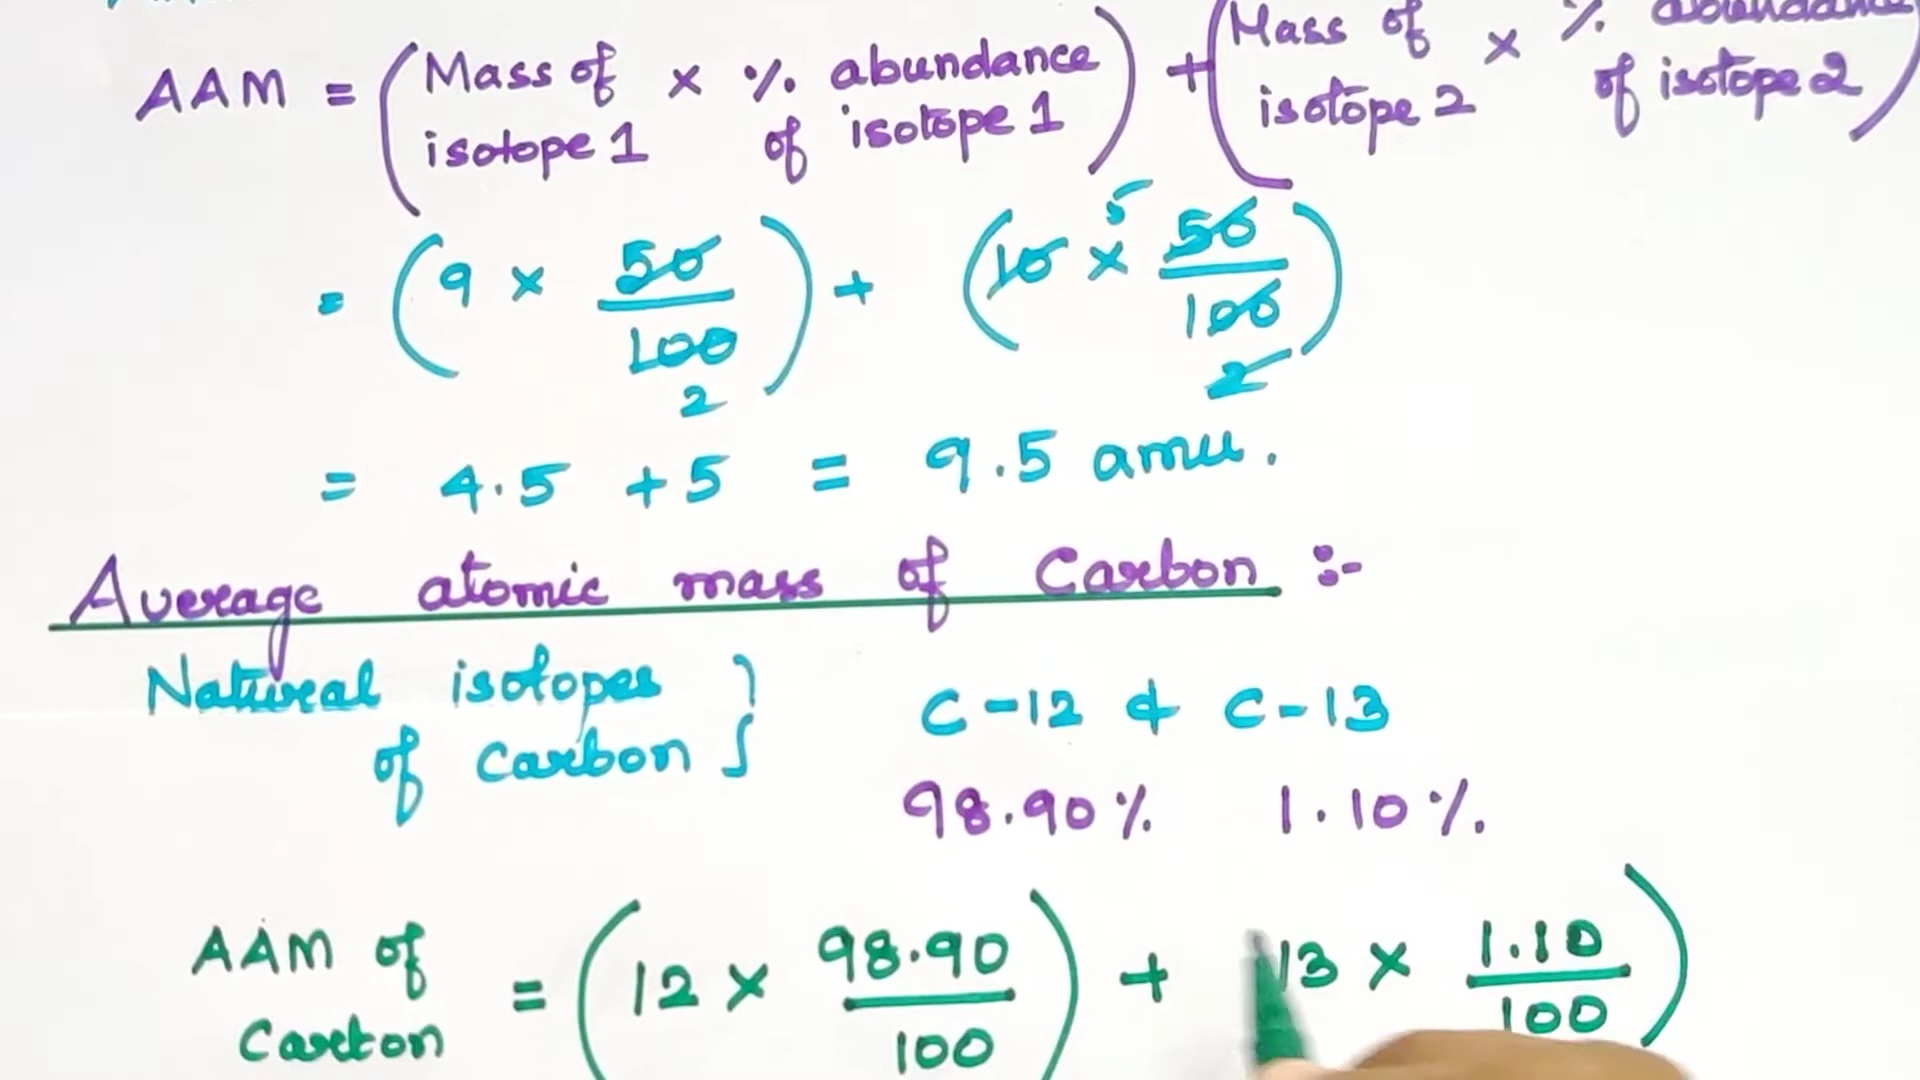 AAM = (Mass of isotope 1 × % abundance of isotope 1) + (Mass of isotope 2 × % abundance of isotope 2)
= (9 × 50/100 2) + (10 5 × 50/100 2)
= 4.5 + 5 = 9.5 amu.
Average atomic mass of Carbon :-
Natural isotopes of Carbon } C-12 & C-13
98.90% 1.10%.
AAM of Carbon = (12 × 98.90/100) + 13 × 1.10/100)